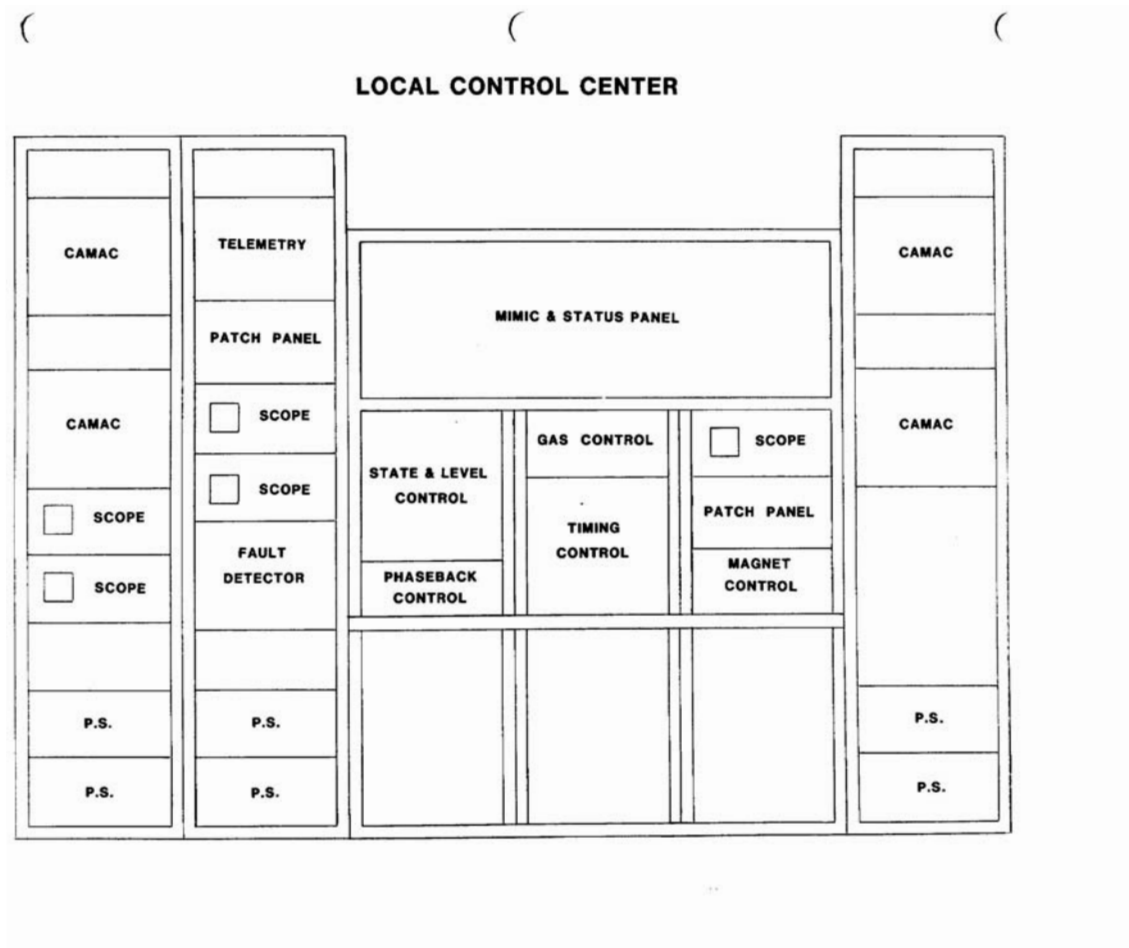 LOCAL CONTROL CENTER
CAMAC
CAMAC
SCOPE
SCOPE
P.S.
P.S.
TELEMETRY
PATCH PANEL
SCOPE
SCOPE
FAULT
DETECTOR
P.S.
P.S.
MIMIC & STATUS PANEL
STATE & LEVEL
CONTROL
PHASEBACK
CONTROL
GAS CONTROL
TIMING
CONTROL
SCOPE
PATCH PANEL
MAGNET
CONTROL
CAMAC
CAMAC
P.S.
P.S.